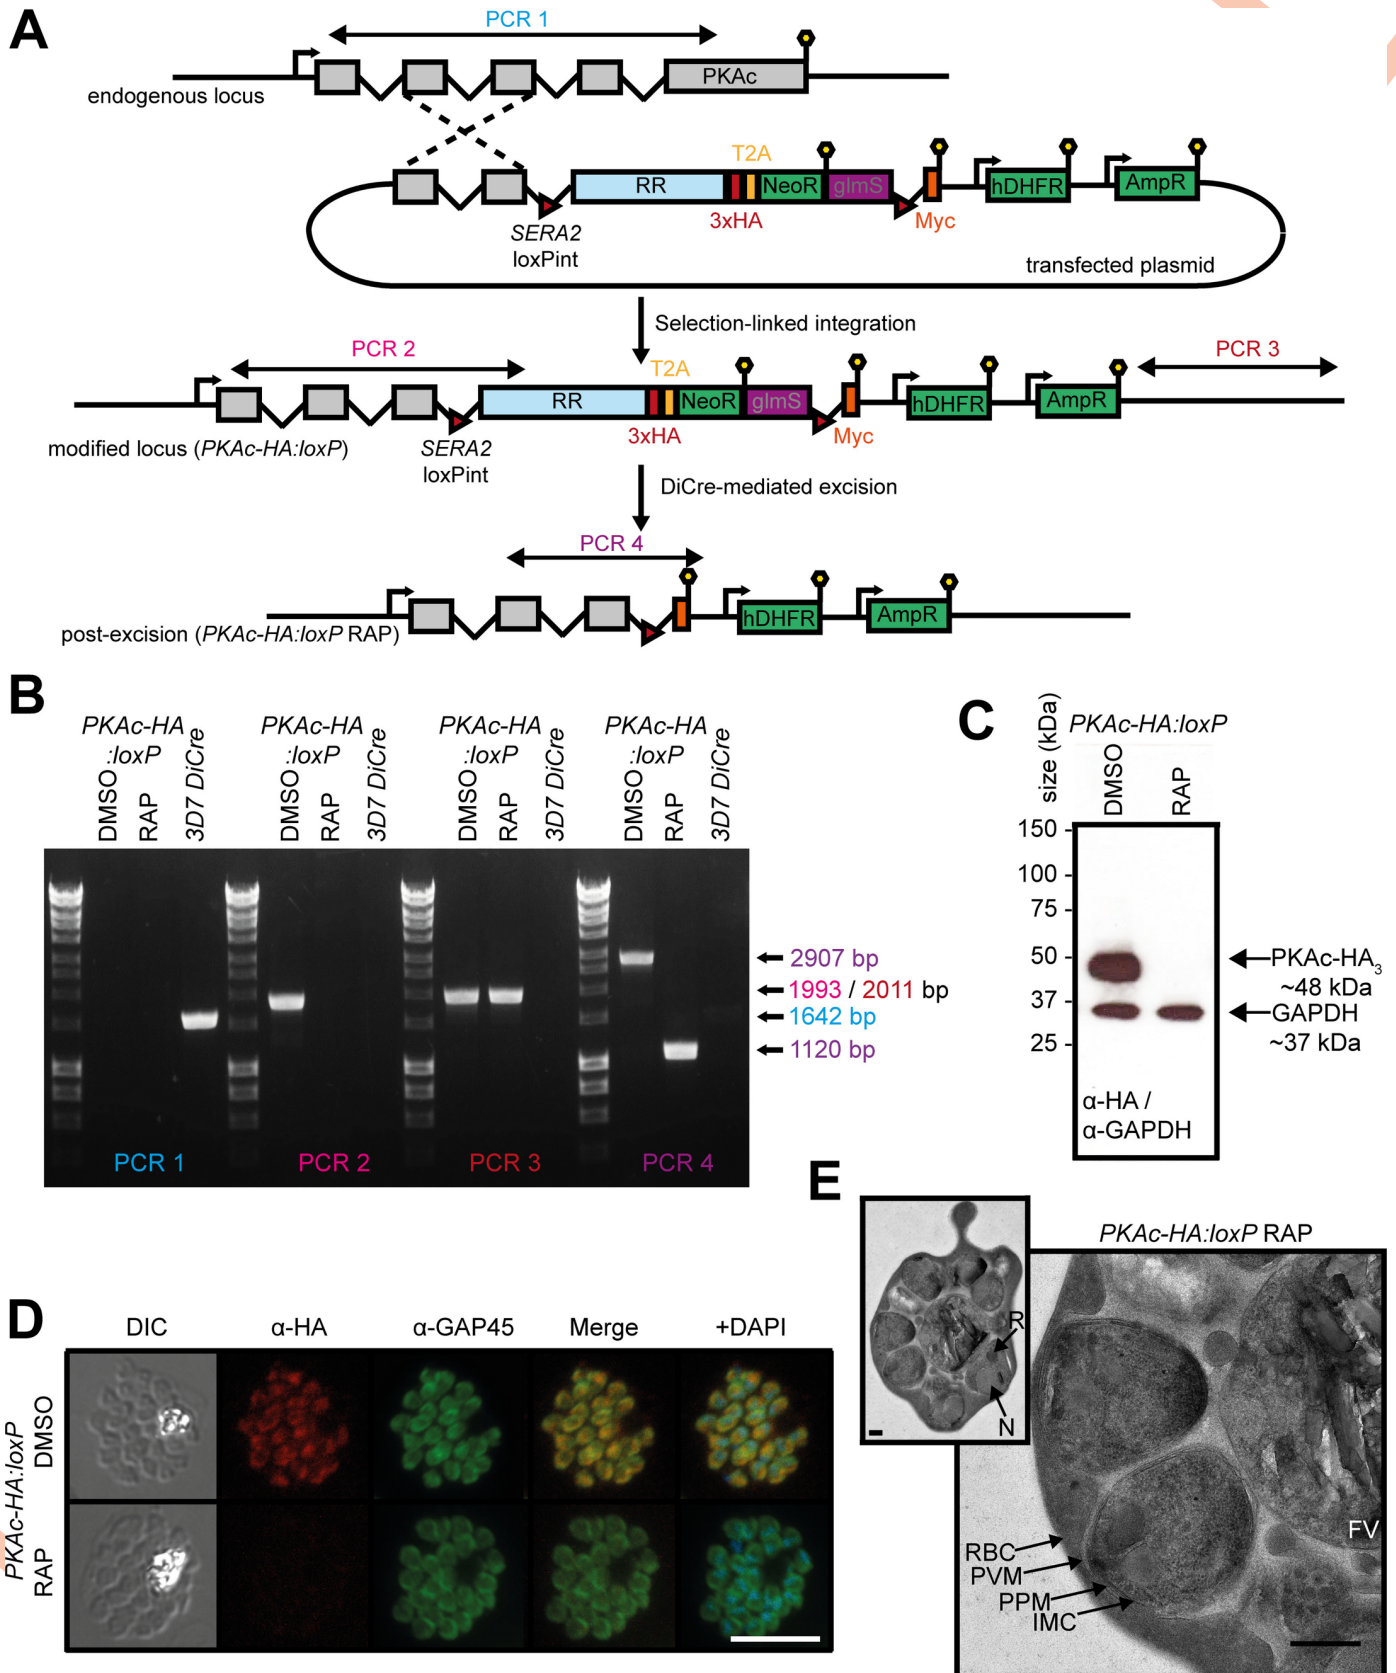 A
PCR 1
PKAc
endogenous locus
T2A
RR
NeoR
glmS
hDHFR
AmpR
3xHA
Myc
SERA2
loxPint
transfected plasmid
Selection-linked integration
PCR 2
PCR 3
T2A
RR
NeoR
glmS
hDHFR
AmpR
3xHA
Myc
modified locus (PKAc-HA:loxP)
SERA2
loxPint
DiCre-mediated excision
PCR 4
hDHFR
AmpR
post-excision (PKAc-HA:loxP RAP)
B
PKAc-HA
:loxP
DMSO
RAP
3D7 DiCre
PKAc-HA
:loxP
DMSO
RAP
3D7 DiCre
PKAc-HA
:loxP
DMSO
RAP
3D7 DiCre
PKAc-HA
:loxP
DMSO
RAP
3D7 DiCre
2907 bp
1993 / 2011 bp
1642 bp
1120 bp
PCR 1
PCR 2
PCR 3
PCR 4
C
size (kDa)
PKAc-HA:loxP
DMSO
RAP
150 -
100 -
75 -
50 -
37 -
25 -
PKAc-HA3
~48 kDa
GAPDH
~37 kDa
α-HA /
α-GAPDH
D
DIC
α-HA
α-GAP45
Merge
+DAPI
PKAc-HA:loxP
DMSO
RAP
E
PKAc-HA:loxP RAP
R
N
FV
RBC
PVM
PPM
IMC